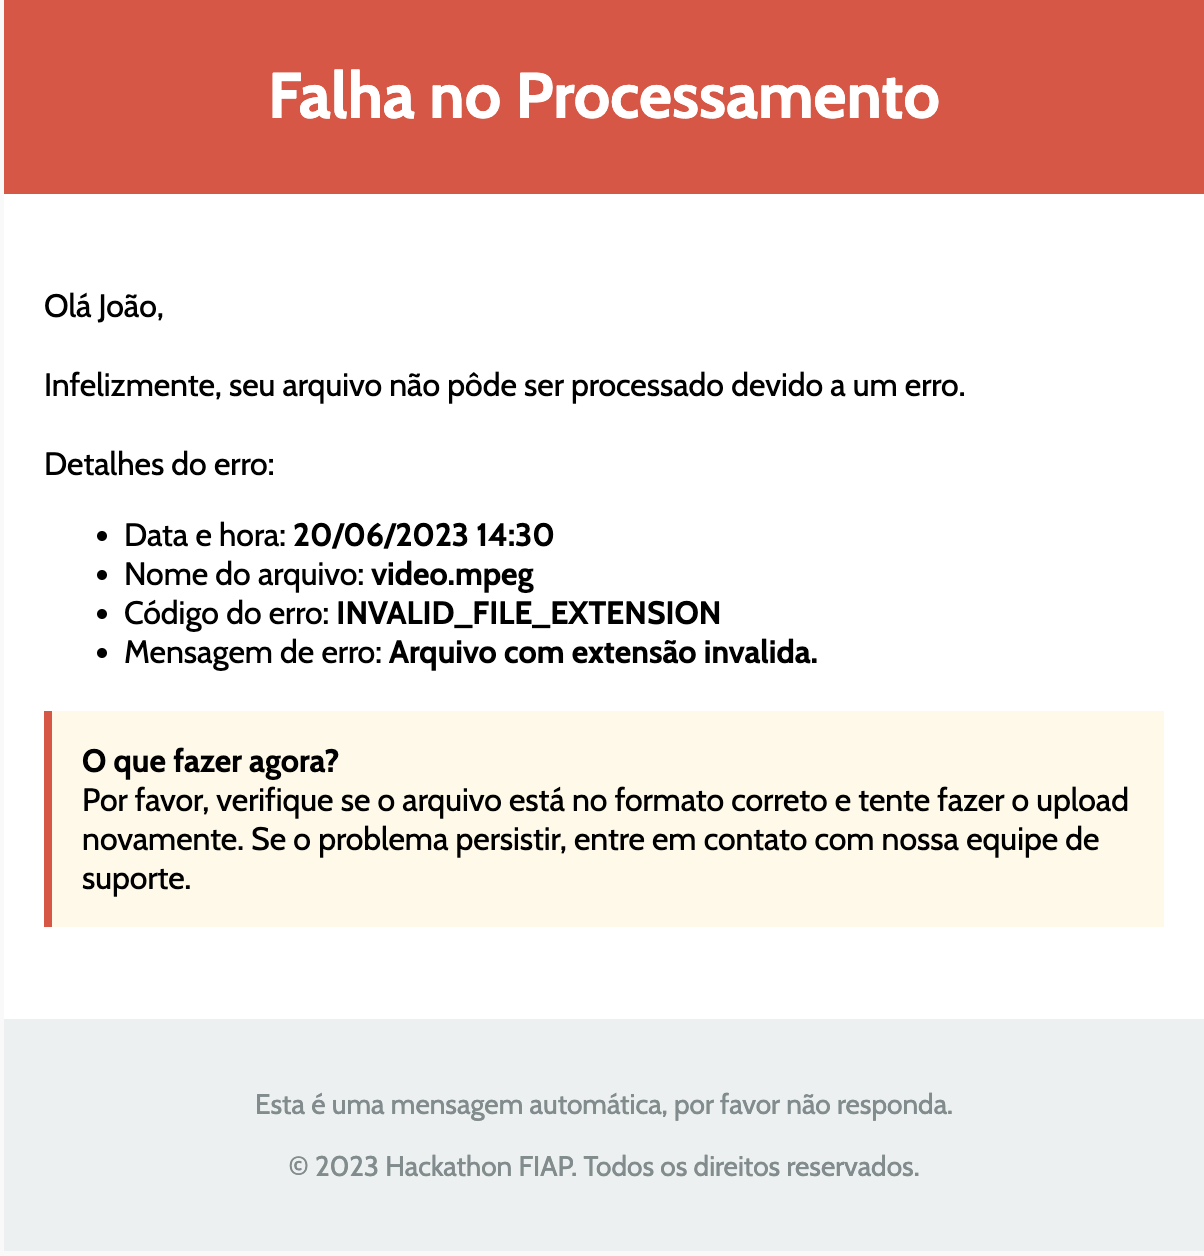 Falha no Processamento
Olá João,
Infelizmente, seu arquivo não pôde ser processado devido a um erro.
Detalhes do erro:
• Data e hora: 20/06/2023 14:30
• Nome do arquivo: video.mpeg
• Código do erro: INVALID_FILE_EXTENSION
• Mensagem de erro: Arquivo com extensão invalida.
O que fazer agora?
Por favor, verifique se o arquivo está no formato correto e tente fazer o upload
novamente. Se o problema persistir, entre em contato com nossa equipe de
suporte.
Esta é uma mensagem automática, por favor não responda.
© 2023 Hackathon FIAP. Todos os direitos reservados.